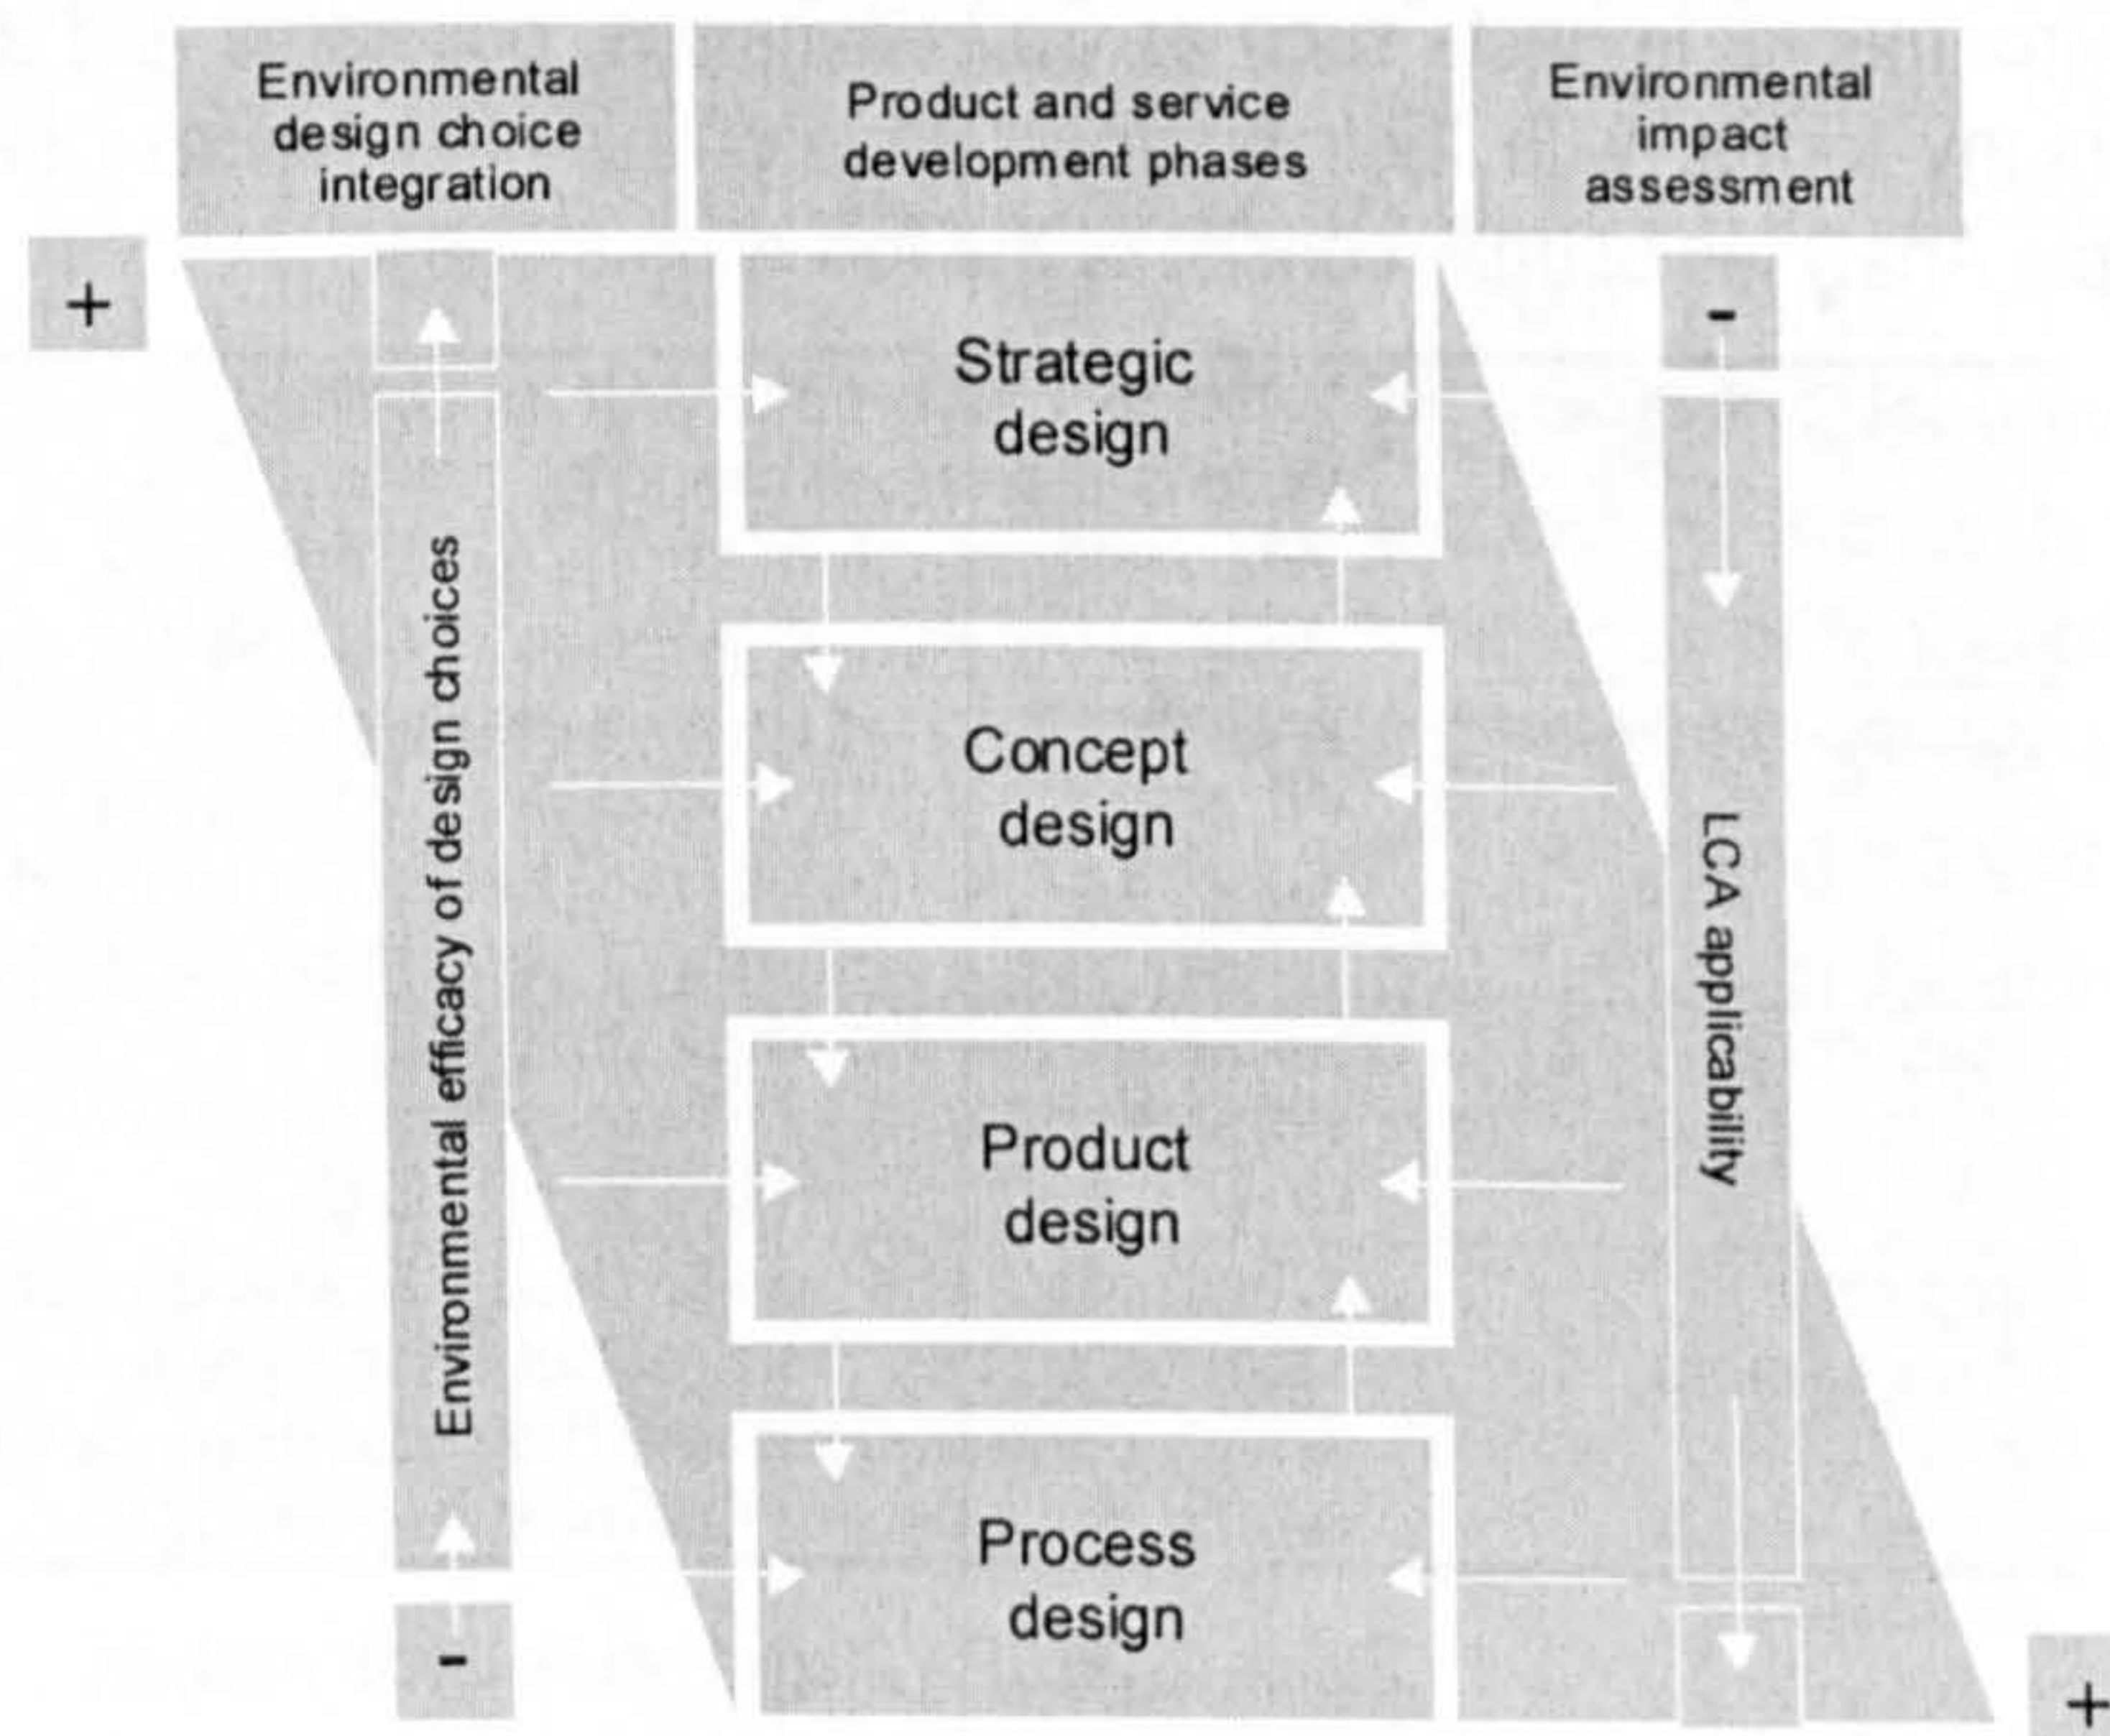 Environmental
design choice
integration
Product and service
development phases
Environmental
impact
assessment
+
-
Strategic
design
Environmental efficacy of design choices
Concept
design
LCA applicability
Product
design
Process
design
-
+